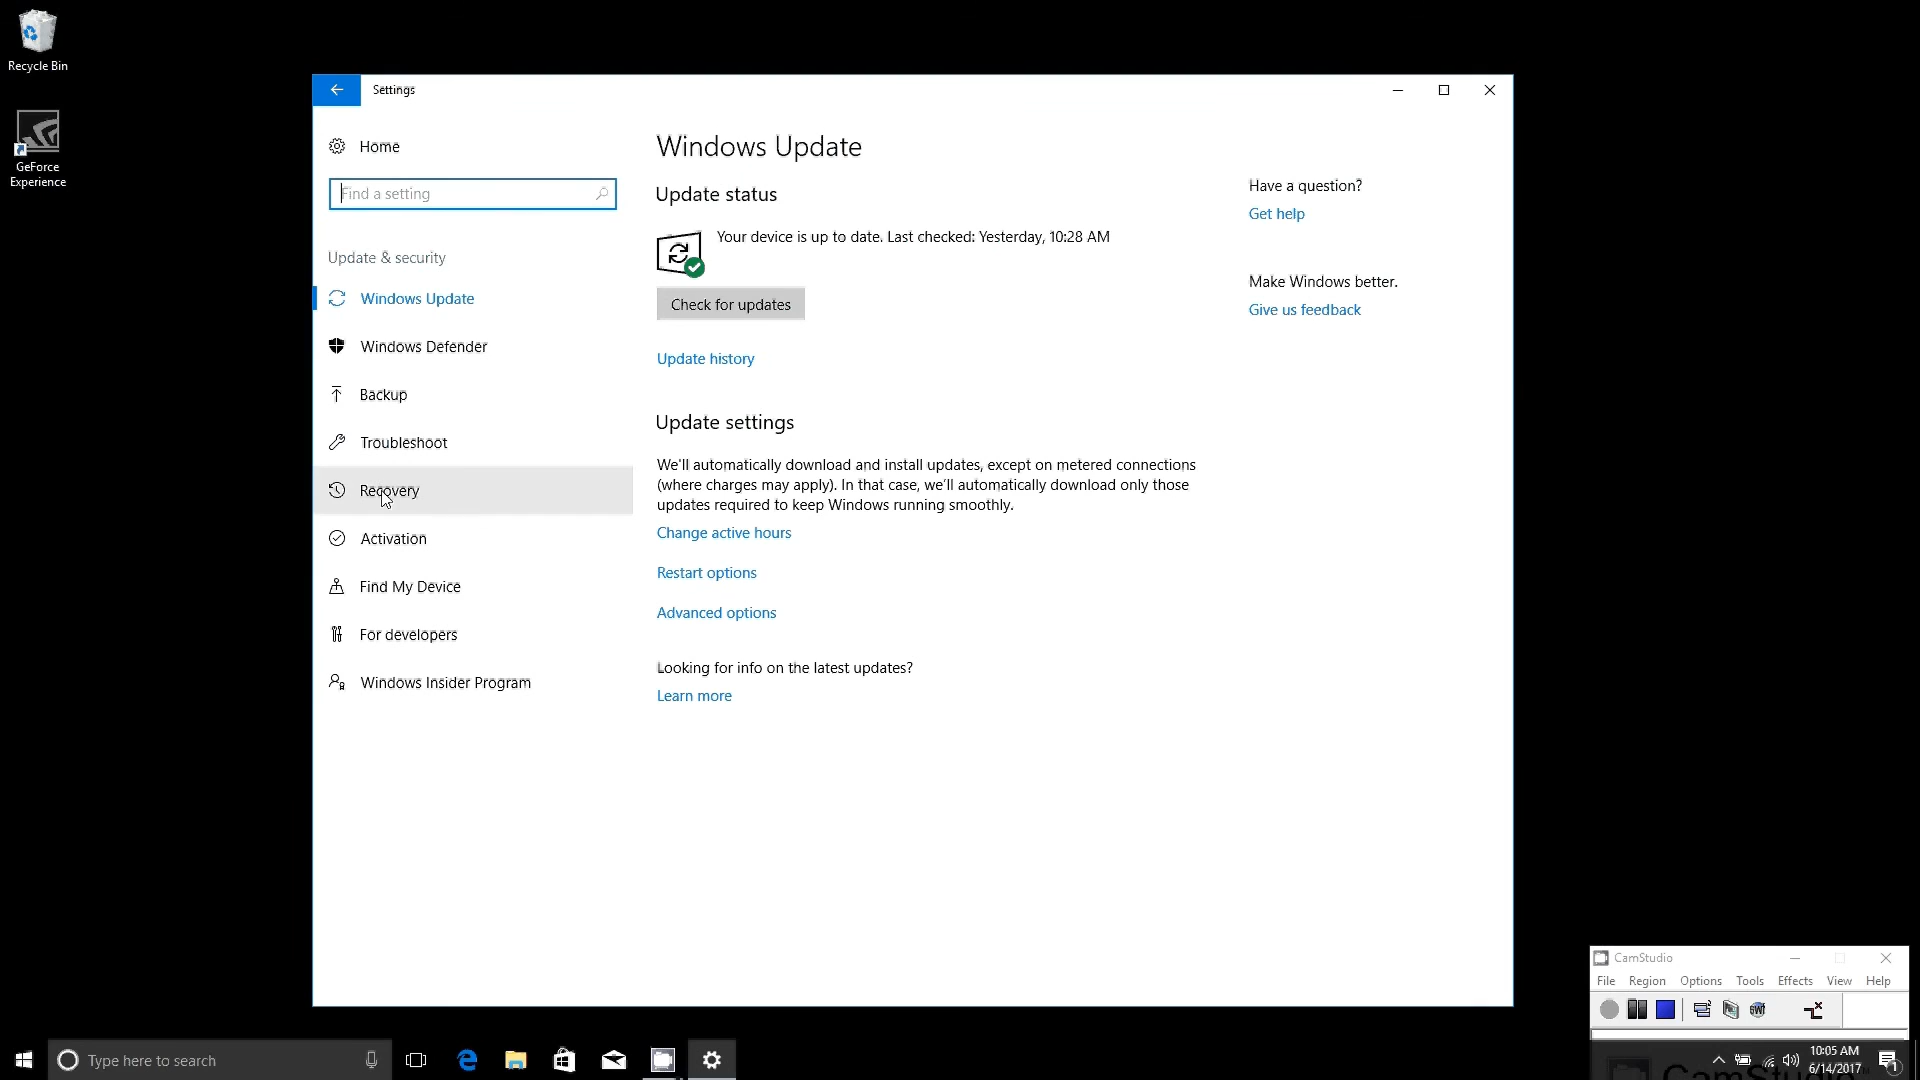 Recycle Bin
GeForce
Experience
Settings
Home
Find a setting
Update & security
Windows Update
Windows Defender
Backup
Troubleshoot
Recovery
Activation
Find My Device
For developers
Windows Insider Program
Windows Update
Update status
Your device is up to date. Last checked: Yesterday, 10:28 AM
Check for updates
Update history
Update settings
We'll automatically download and install updates, except on metered connections
(where charges may apply). In that case, we'll automatically download only those
updates required to keep Windows running smoothly.
Change active hours
Restart options
Advanced options
Looking for info on the latest updates?
Learn more
Have a question?
Get help
Make Windows better.
Give us feedback
CamStudio
File Region Options Tools Effects View Help
SWF
Type here to search
10:05 AM
6/14/2017
1
CamStudio